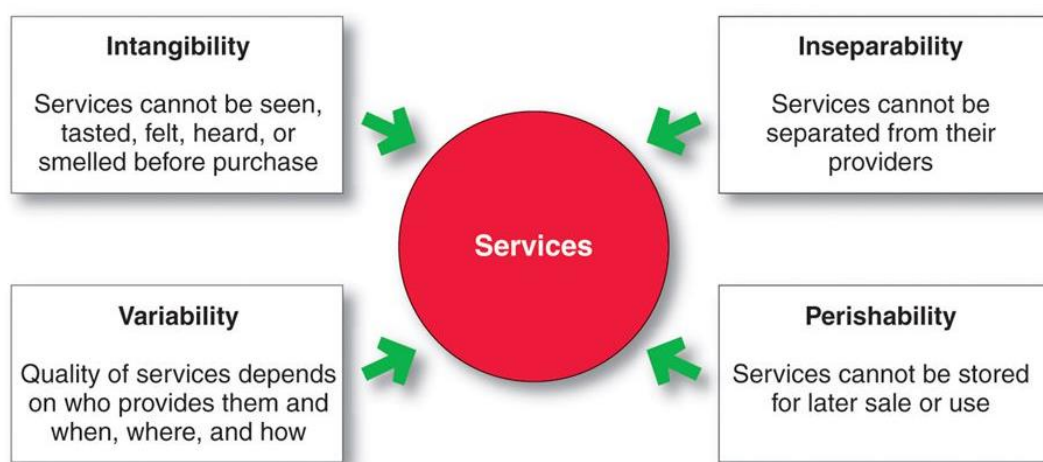 Intangibility
Services cannot be seen,
tasted, felt, heard, or
smelled before purchase
Inseparability
Services cannot be
separated from their
providers
Services
Variability
Quality of services depends
on who provides them and
when, where, and how
Perishability
Services cannot be stored
for later sale or use